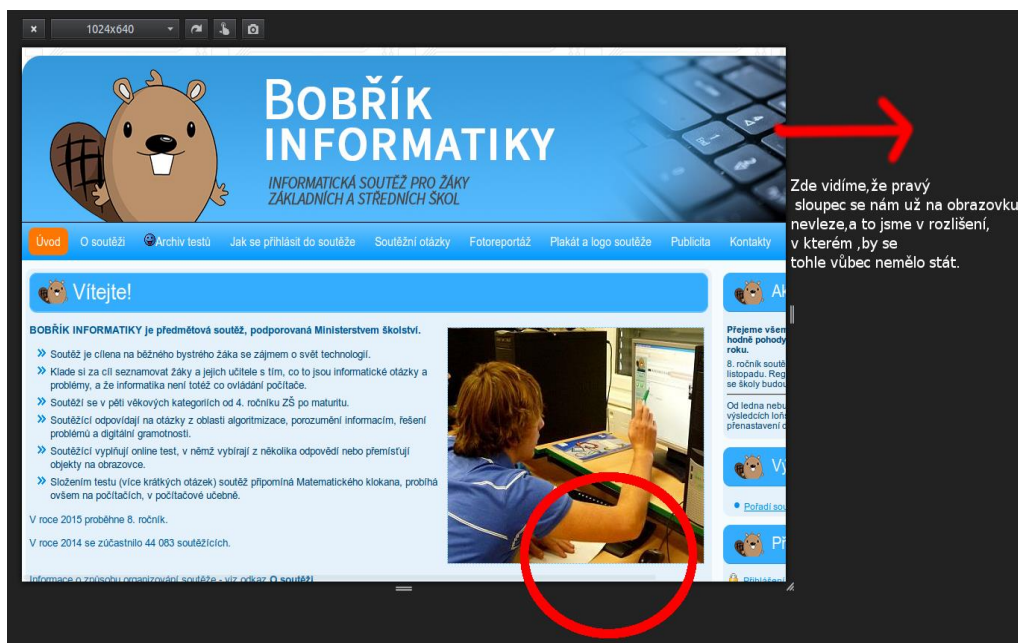 1024x640
BOBŘÍK
INFORMATIKY
INFORMATICKÁ SOUTĚŽ PRO ŽÁKY
ZÁKLADNÍCH A STŘEDNÍCH ŠKOL
Úvod O soutěži Archiv testů Jak se přihlásit do soutěže Soutěžní otázky Fotoreportáž Plakát a logo soutěže Publicita Kontakty
Vítejte!
BOBŘÍK INFORMATIKY je předmětová soutěž, podporovaná Ministerstvem školství.
Soutěž je cílena na běžného bystrého žáka se zájmem o svět technologií.
Klade si za cíl seznamovat žáky a jejich učitele s tím, co to jsou informatické otázky a
problémy, a že informatika není totéž co ovládání počítače.
Soutěží se v pěti věkových kategoriích od 4. ročníku ZŠ po maturitu.
Soutěžící odpovídají na otázky z oblasti algoritmizace, porozumění informacím, řešení
problémů a digitální gramotnosti.
Soutěžící vyplňují online test, v němž vybírají z několika odpovědí nebo přemísťují
objekty na obrazovce.
Složením testu (více krátkých otázek) soutěž připomíná Matematického klokana, probíhá
ovšem na počítačích, v počítačové učebně.
V roce 2015 proběhne 8. ročník.
V roce 2014 se zúčastnilo 44 083 soutěžících.
Informace o způsobu organizování soutěže - viz odkaz O soutěži
Ak
Přejeme všem
hodně pohody
roku.
8. ročník soutě
listopadu. Reg
se školy budou
Od ledna nebu
výsledcích loň
přenastavení
Vý
Pořadí sou
Př
Přihlášení
Zde vidíme,že pravý
sloupec se nám už na obrazovku
nevleze,a to jsme v rozlišení,
v kterém ,by se
tohle vůbec nemělo stát.